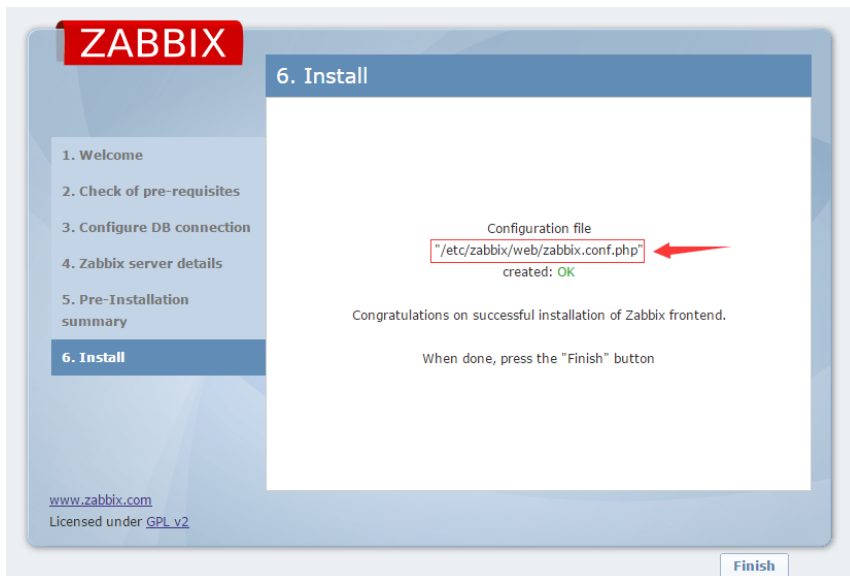 ZABBIX
6. Install
1. Welcome
2. Check of pre-requisites
3. Configure DB connection
4. Zabbix server details
5. Pre-Installation
summary
6. Install
Configuration file
"/etc/zabbix/web/zabbix.conf.php"
created: OK
Congratulations on successful installation of Zabbix frontend.
When done, press the "Finish" button
www.zabbix.com
Licensed under GPL v2
Finish